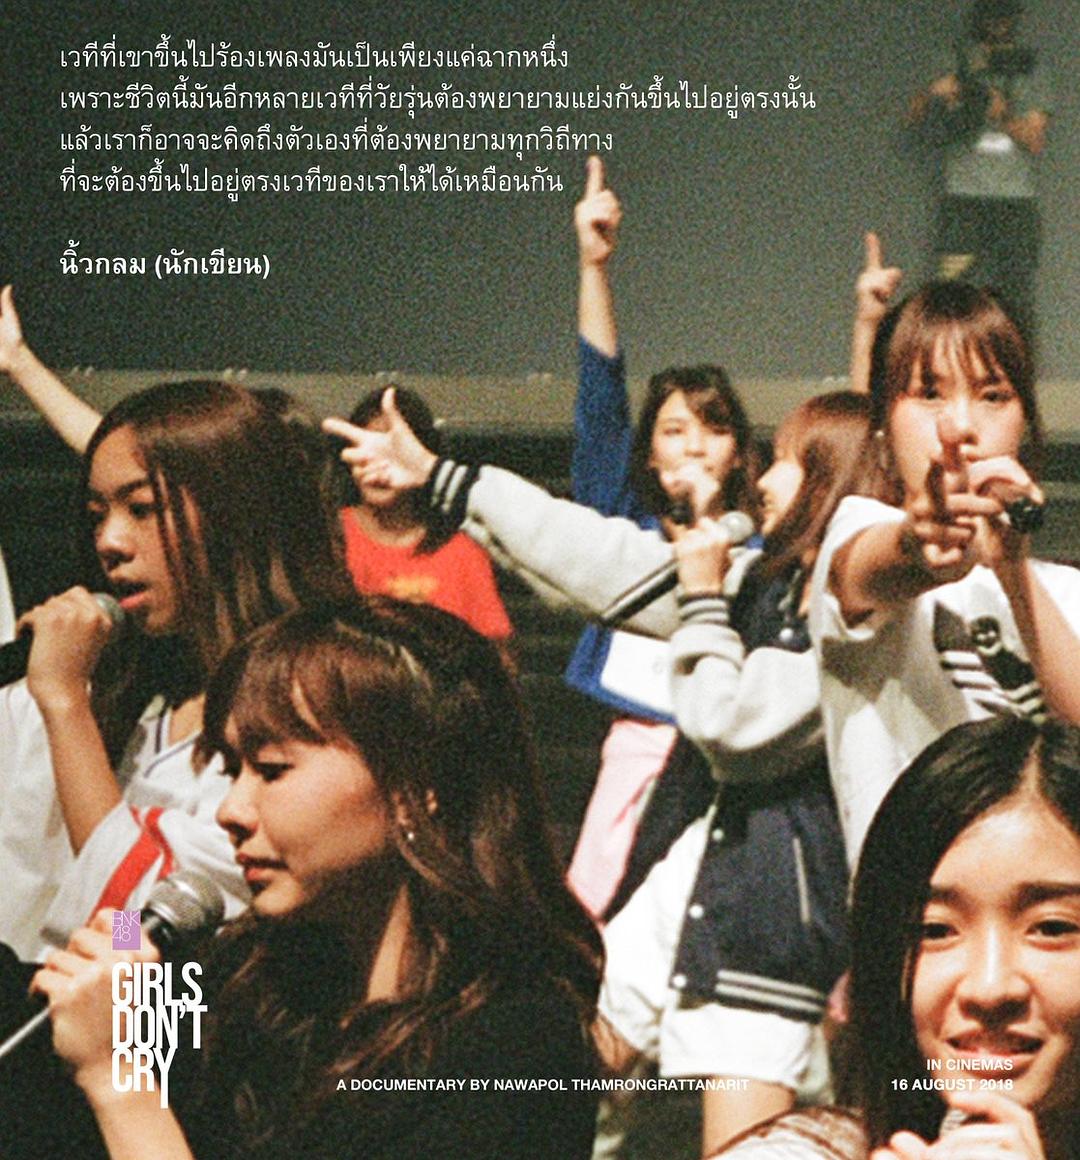 เวทีที่เขาขึ้นไปร้องเพลงมันเป็นเพียงแค่ฉากหนึ่ง
เพราะชีวิตนี้มันอีกหลายเวทีที่วัยรุ่นต้องพยายามแย่งกันขึ้นไปอยู่ตรงนั้น
แล้วเราก็อาจจะคิดถึงตัวเองที่ต้องพยายามทุกวิถีทาง
ที่จะต้องขึ้นไปอยู่ตรงเวทีของเราให้ได้เหมือนกัน
นิ้วกลม (นักเขียน)
BNK
48
GIRLS
DON'T
CRY
A DOCUMENTARY BY NAWAPOL THAMRONGRATTANARIT
IN CINEMAS
16 AUGUST 2018